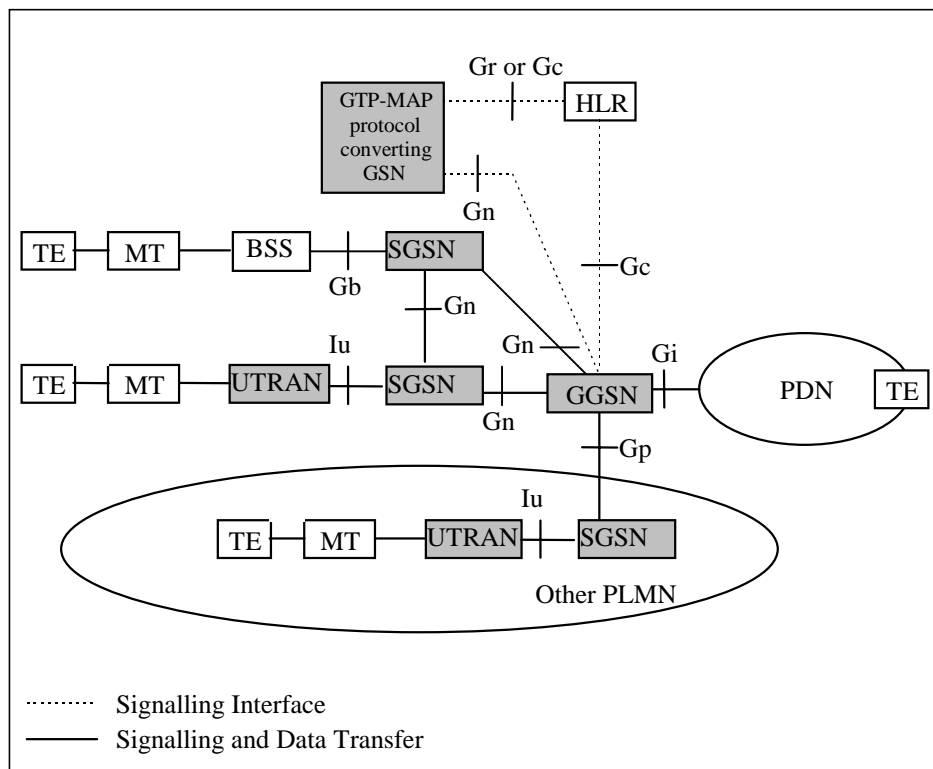 Gr or Gc
GTP-MAP
protocol
converting
GSN
HLR
Gn
TE
MT
BSS
Gb
SGSN
Gc
Gn
Gn
Iu
Gi
TE
MT
UTRAN
SGSN
Gn
GGSN
PDN
TE
Gp
Iu
TE
MT
UTRAN
SGSN
Other PLMN
Signalling Interface
Signalling and Data Transfer